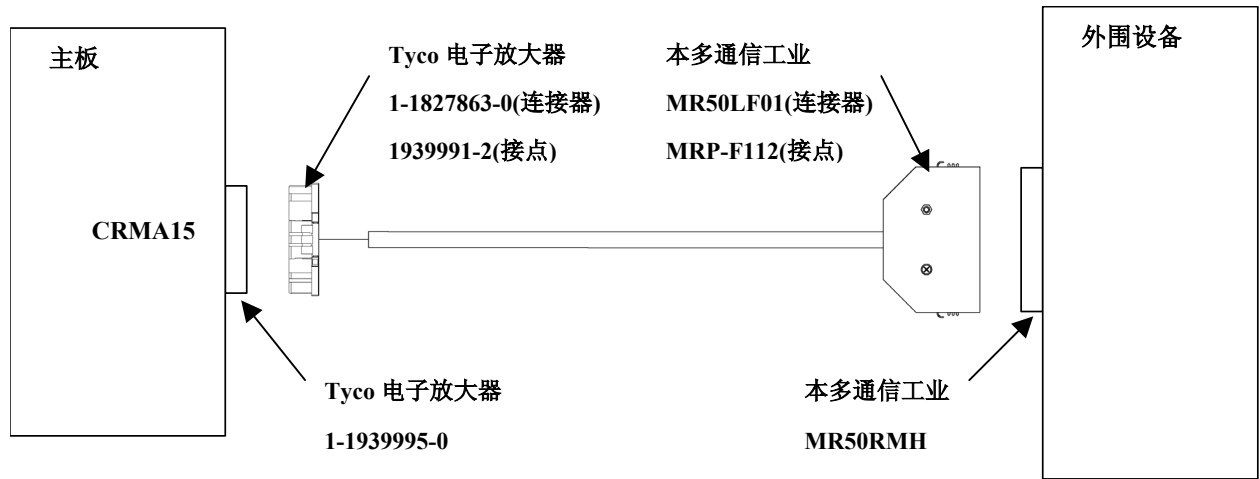 主板
Tyco 电子放大器
1-1827863-0(连接器)
1939991-2(接点)
本多通信工业
MR50LF01(连接器)
MRP-F112(接点)
外围设备
CRMA15
Tyco 电子放大器
1-1939995-0
本多通信工业
MR50RMH